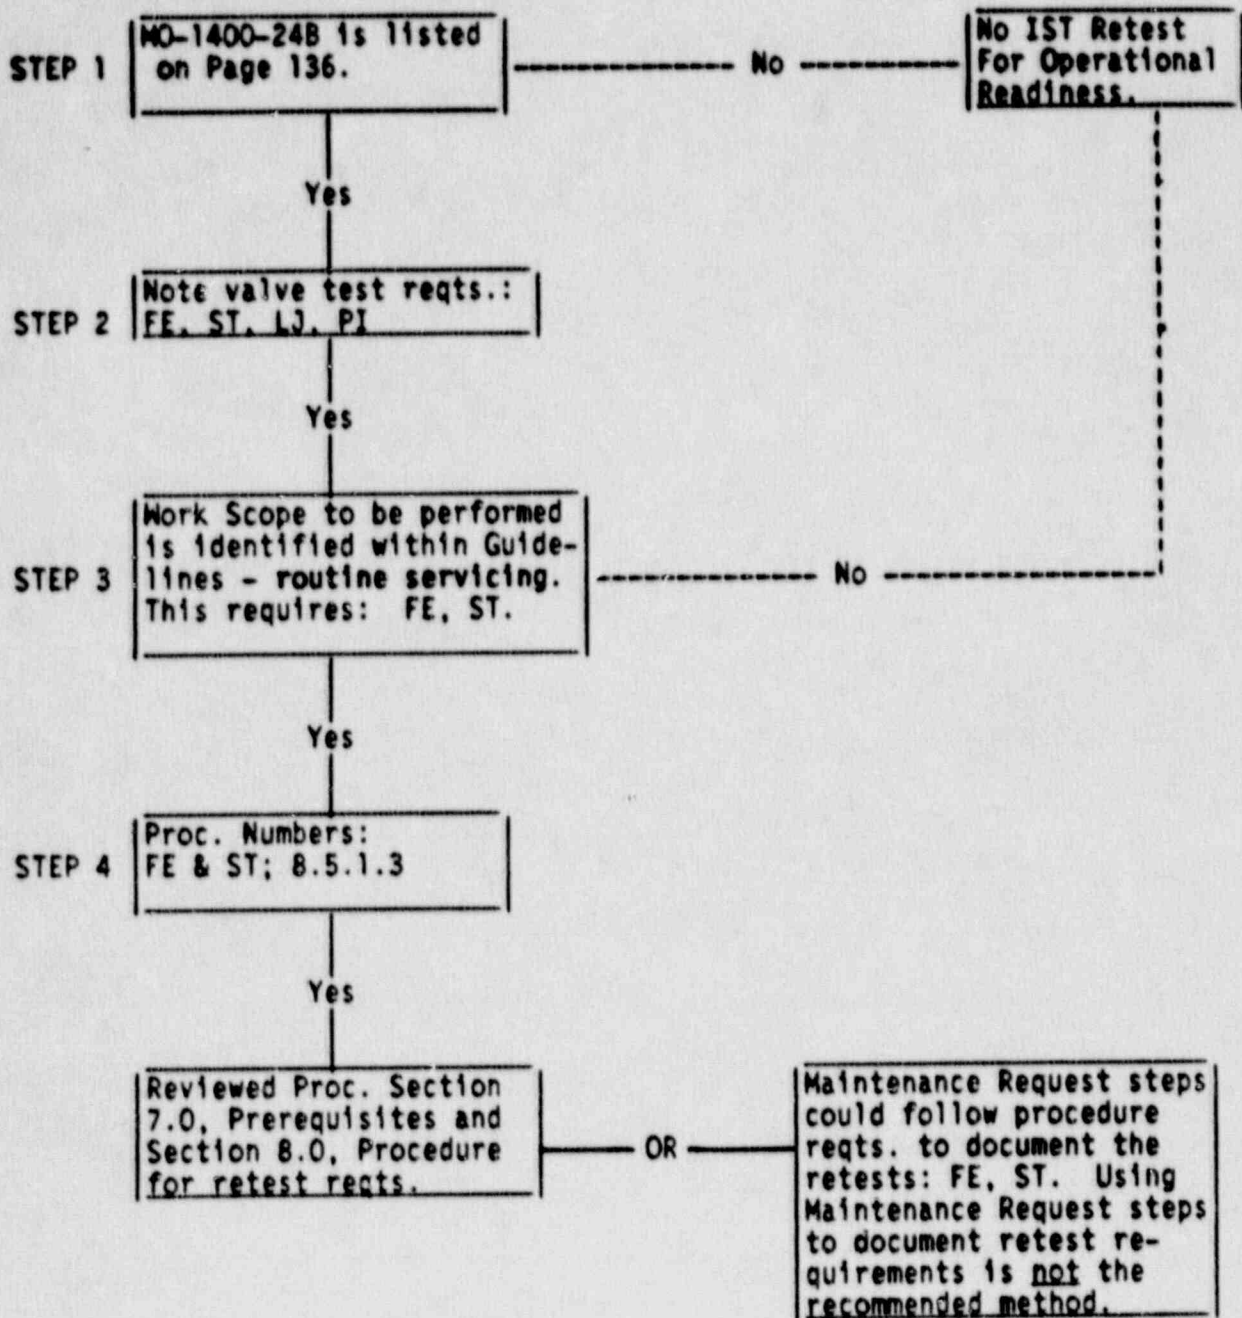 STEP 1
MO-1400-24B is listed
on Page 136.
No
No IST Retest
For Operational
Readiness.
Yes
STEP 2
Note valve test reqts.:
FE, ST, LJ, PI
Yes
STEP 3
Work Scope to be performed
is identified within Guide-
lines - routine servicing.
This requires: FE, ST.
No
Yes
STEP 4
Proc. Numbers:
FE & ST; 8.5.1.3
Yes
Reviewed Proc. Section
7.0, Prerequisites and
Section 8.0, Procedure
for retest reqts.
OR
Maintenance Request steps
could follow procedure
reqts. to document the
retests: FE, ST. Using
Maintenance Request steps
to document retest re-
quirements is not the
recommended method.